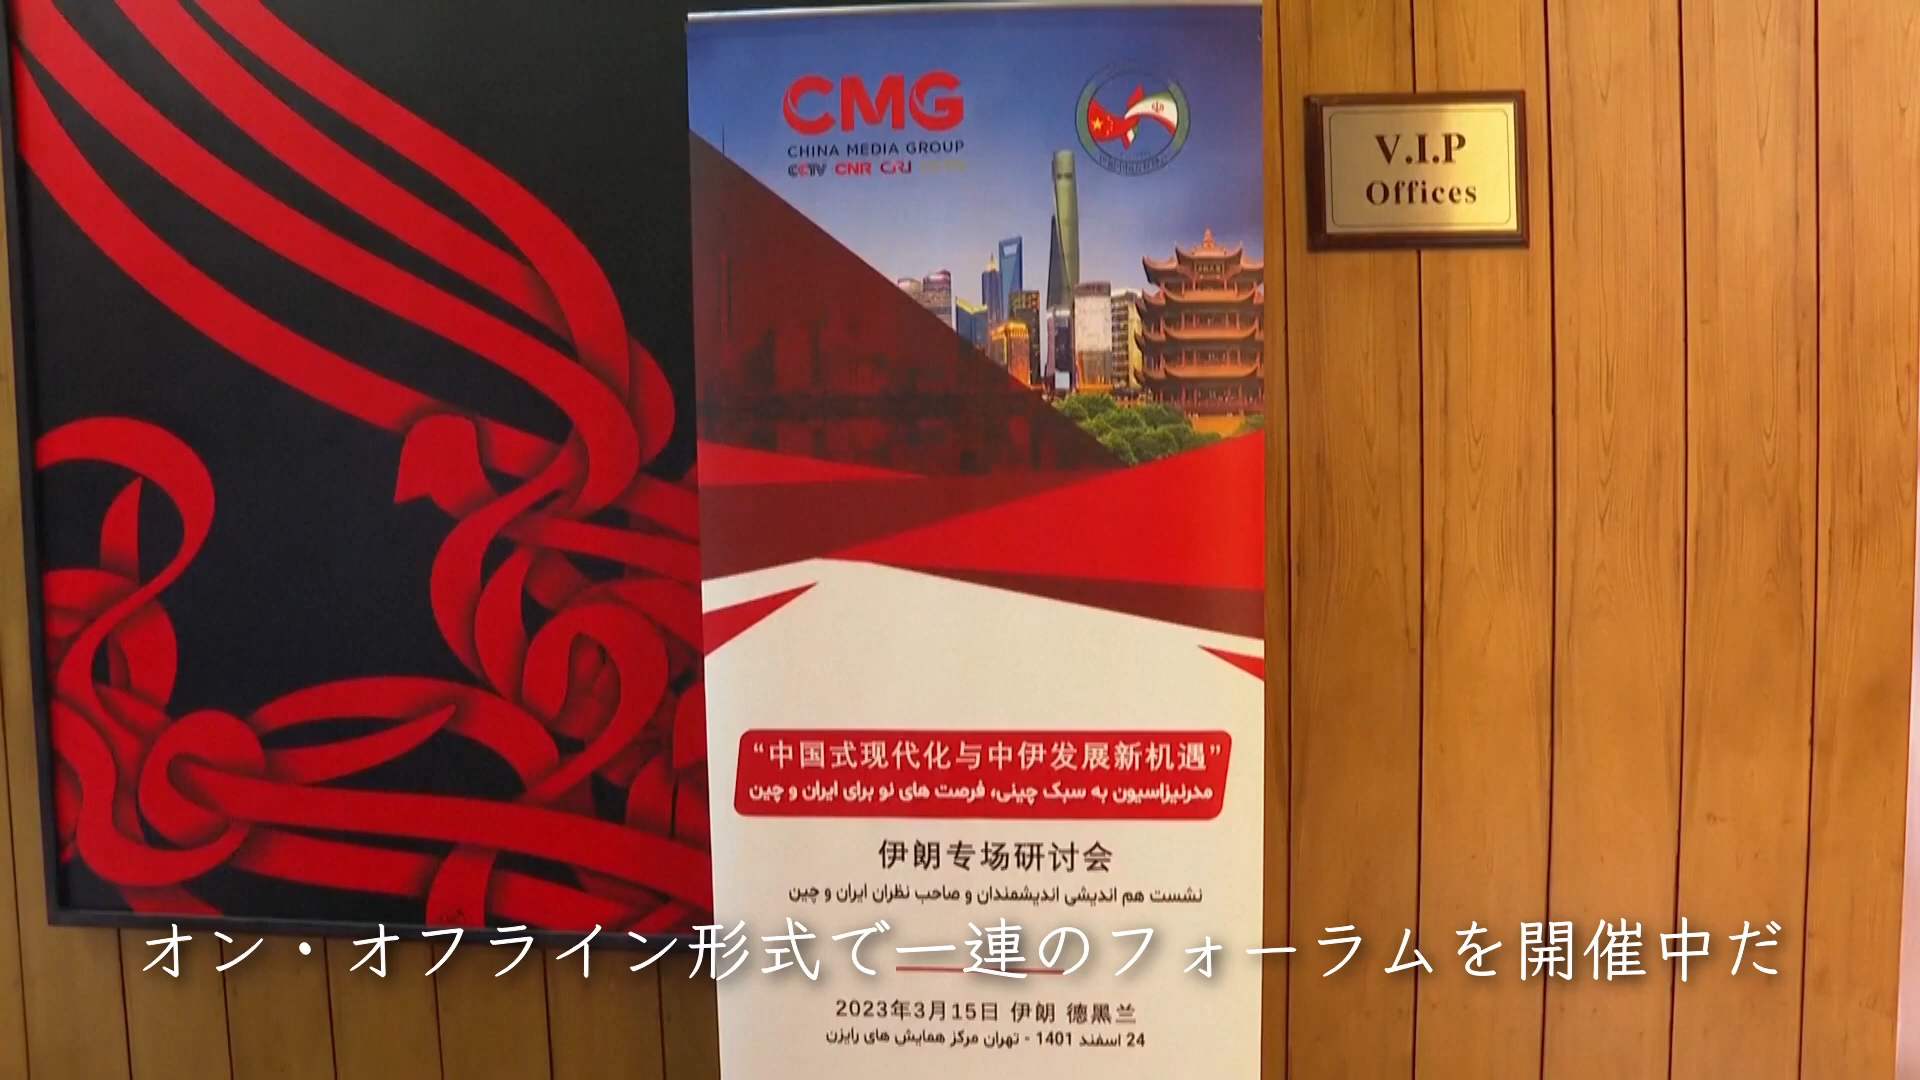 CMG
CHINA MEDIA GROUP
CCTV CNR CRI
V.I.P
Offices
“中国式现代化与中伊发展新机遇”
مدرنیزاسیون به سبک چینی، فرصت های نو برای ایران و چین
伊朗专场研讨会
نشست هم اندیشی اندیشمندان و صاحب نظران ایران و چین
オン・オフライン形式で一連のフォーラムを開催中だ
2023年3月15日 伊朗 德黑兰
24 اسفند 1401 - تهران مرکز همایش های رایزن